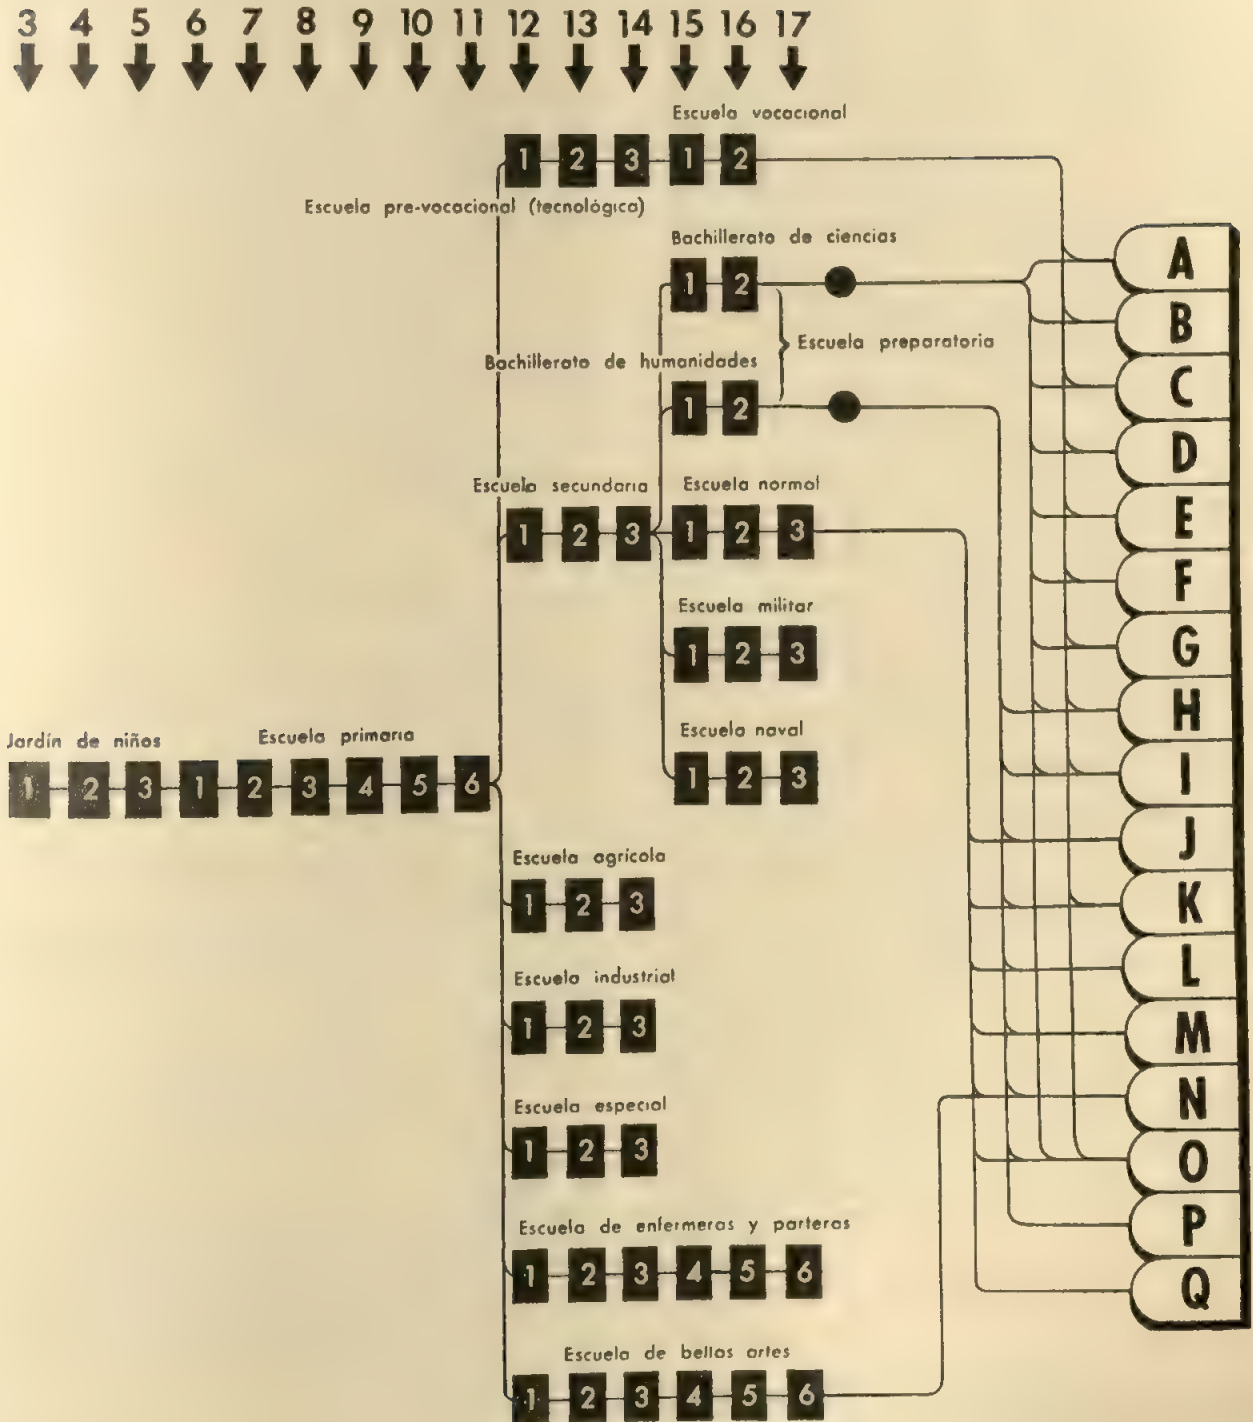 3 4 5 6 7 8 9 10 11 12 13 14 15 16 17
Escuela vocacional
1 2 3 1 2
Escuela pre-vocacional (tecnológica)
Bachillerato de ciencias
1 2
Escuela preparatoria
Bachillerato de humanidades
1 2
Escuela secundaria
Escuela normal
1 2 3 1 2 3
Escuela militar
1 2 3
Escuela naval
1 2 3
Jardín de niños
Escuela primaria
1 2 3 1 2 3 4 5 6
Escuela agrícola
1 2 3
Escuela industrial
1 2 3
Escuela especial
1 2 3
Escuela de enfermeras y parteras
1 2 3 4 5 6
Escuela de bellas artes
1 2 3 4 5 6
A
B
C
D
E
F
G
H
I
J
K
L
M
N
O
P
Q